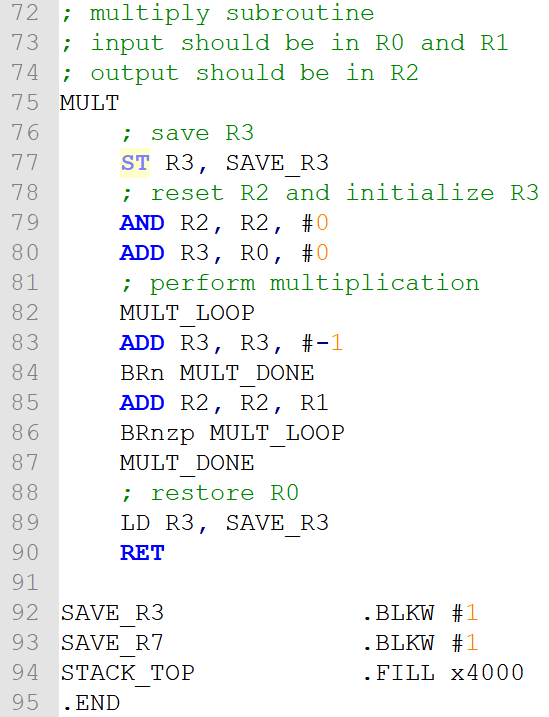 72 ; multiply subroutine
73 ; input should be in R0 and R1
74 ; output should be in R2
75 MULT
76     ; save R3
77     ST R3, SAVE_R3
78     ; reset R2 and initialize R3
79     AND R2, R2, #0
80     ADD R3, R0, #0
81     ; perform multiplication
82     MULT_LOOP
83     ADD R3, R3, #-1
84     BRn MULT_DONE
85     ADD R2, R2, R1
86     BRnzp MULT_LOOP
87     MULT_DONE
88     ; restore R0
89     LD R3, SAVE_R3
90     RET
91
92 SAVE_R3             .BLKW #1
93 SAVE_R7             .BLKW #1
94 STACK_TOP           .FILL x4000
95 .END